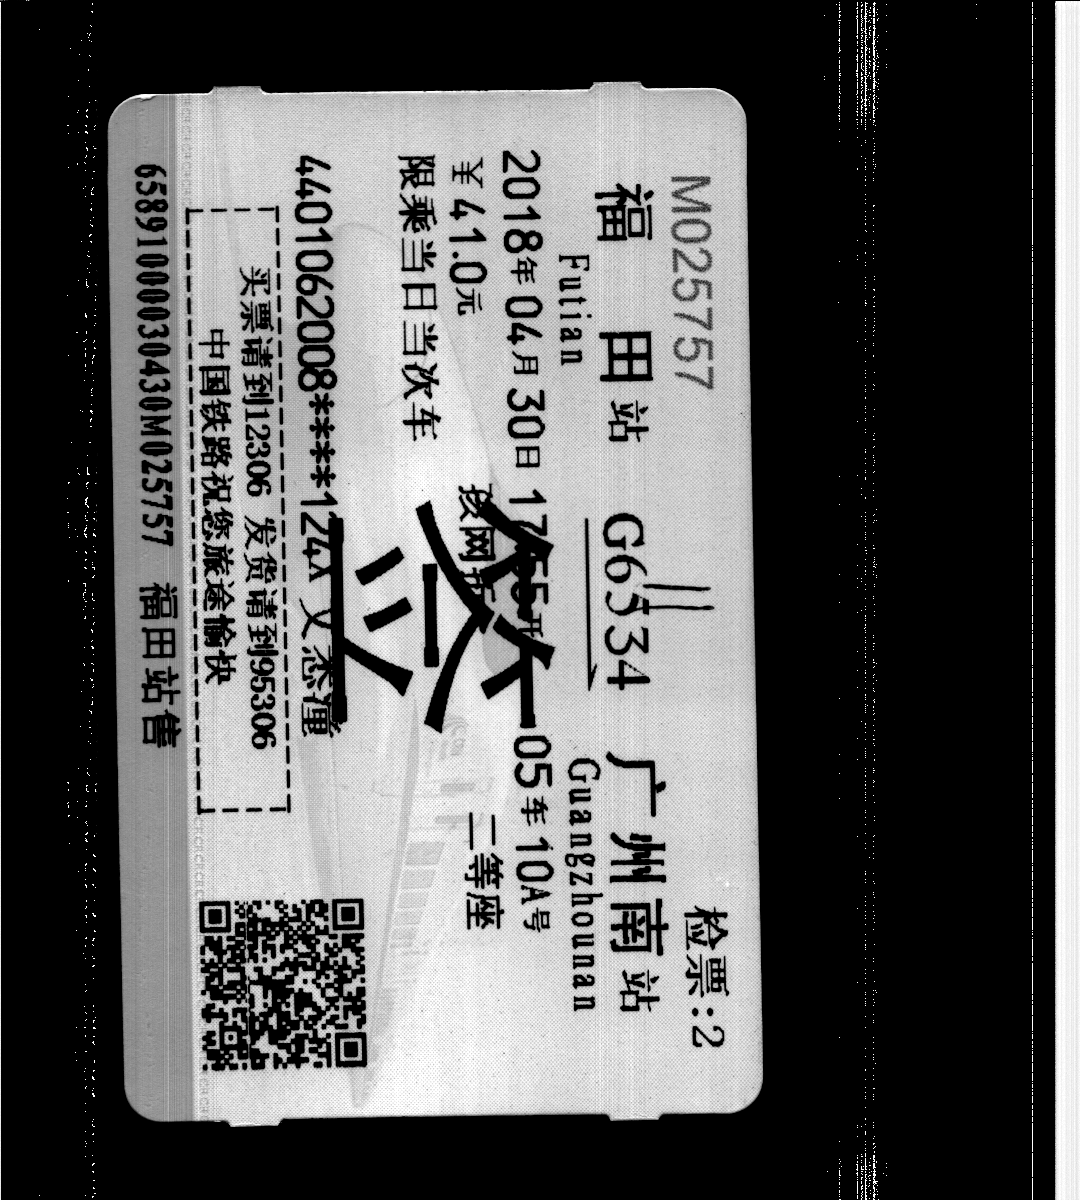 M025757 检票:2
福田站 G6534 广州南站
Futian Guangzhounan
2018年04月30日 17:55开 05车10A号
￥41.0元 孩网折 二等座
限乘当日当次车
签
4401062008****124X 文
买票请到12306 发货请到95306
中国铁路祝您旅途愉快
65891000030430M025757 福田站售